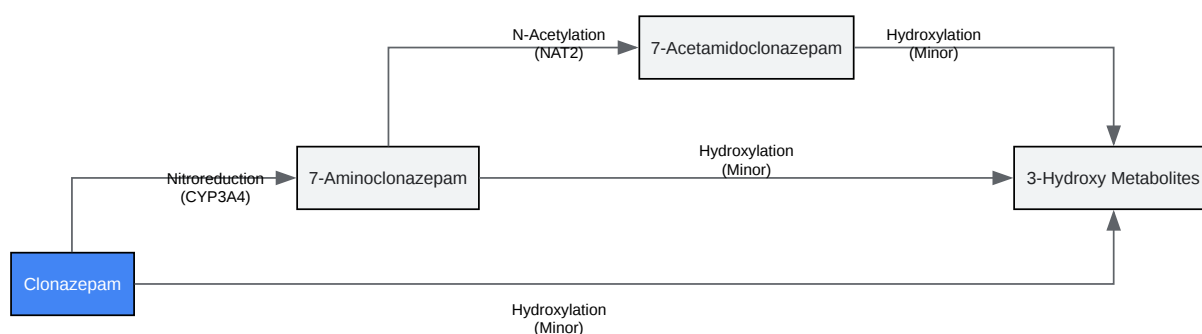 N-Acetylation
(NAT2)
7-Acetamidoclonazepam
Hydroxylation
(Minor)
Nitroreduction
(CYP3A4)
7-Aminoclonazepam
Hydroxylation
(Minor)
3-Hydroxy Metabolites
Clonazepam
Hydroxylation
(Minor)